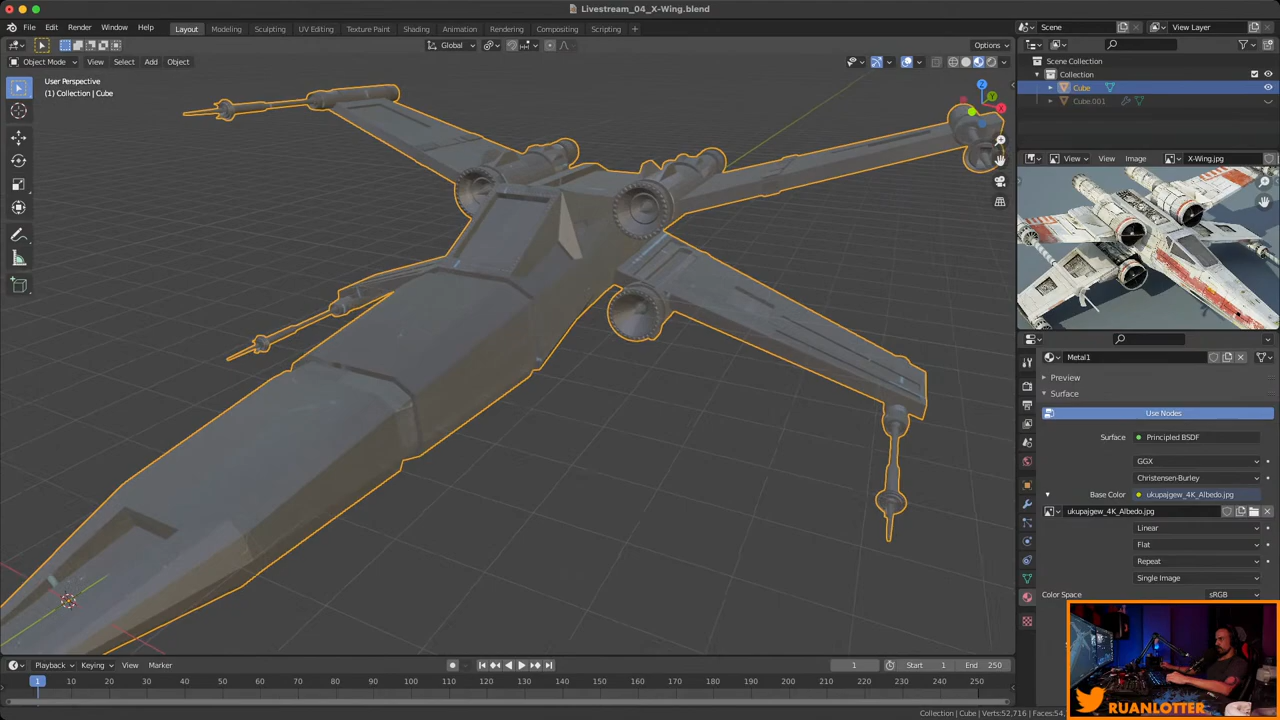 Livestream_04_X-Wing.blend
File Edit Render Window Help
Layout Modeling Sculpting UV Editing Texture Paint Shading Animation Rendering Compositing Scripting +
Scene
View Layer
Global
Options
Object Mode View Select Add Object
User Perspective
(1) Collection | Cube
Z
Y
X
Scene Collection
Collection
Cube
Cube.001
View View Image X-Wing.jpg
Metal1
Preview
Surface
Use Nodes
Surface Principled BSDF
GGX
Christensen-Burley
Base Color ukupajgew_4K_Albedo.jpg
ukupajgew_4K_Albedo.jpg
Linear
Flat
Repeat
Single Image
Color Space sRGB
Playback Keying View Marker
1 Start 1 End 250
1 10 20 30 40 50 60 70 80 90 100 110 120 130 140 150 160 170 180 190 200 210 220 230 240 250
RUANLOTTER
Collection | Cube | Verts:52,716 | Faces:54,